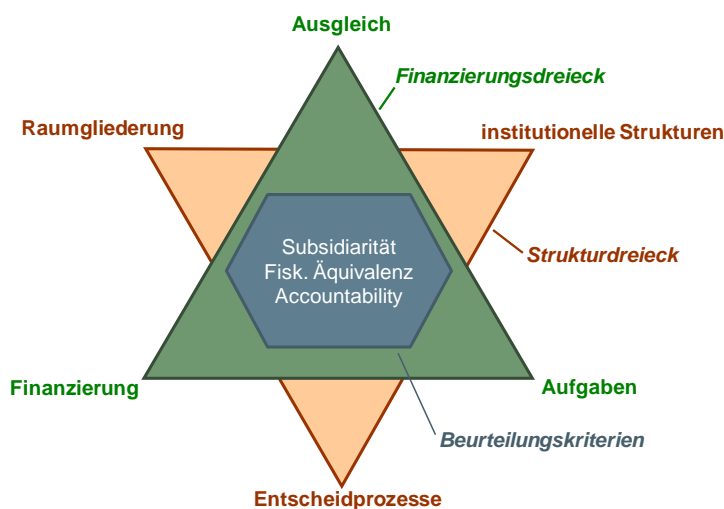 Ausgleich
Finanzierungsdreieck
Raumgliederung
institutionelle Strukturen
Subsidiarität
Fisk. Äquivalenz
Accountability
Strukturdreieck
Finanzierung
Aufgaben
Beurteilungskriterien
Entscheidprozesse